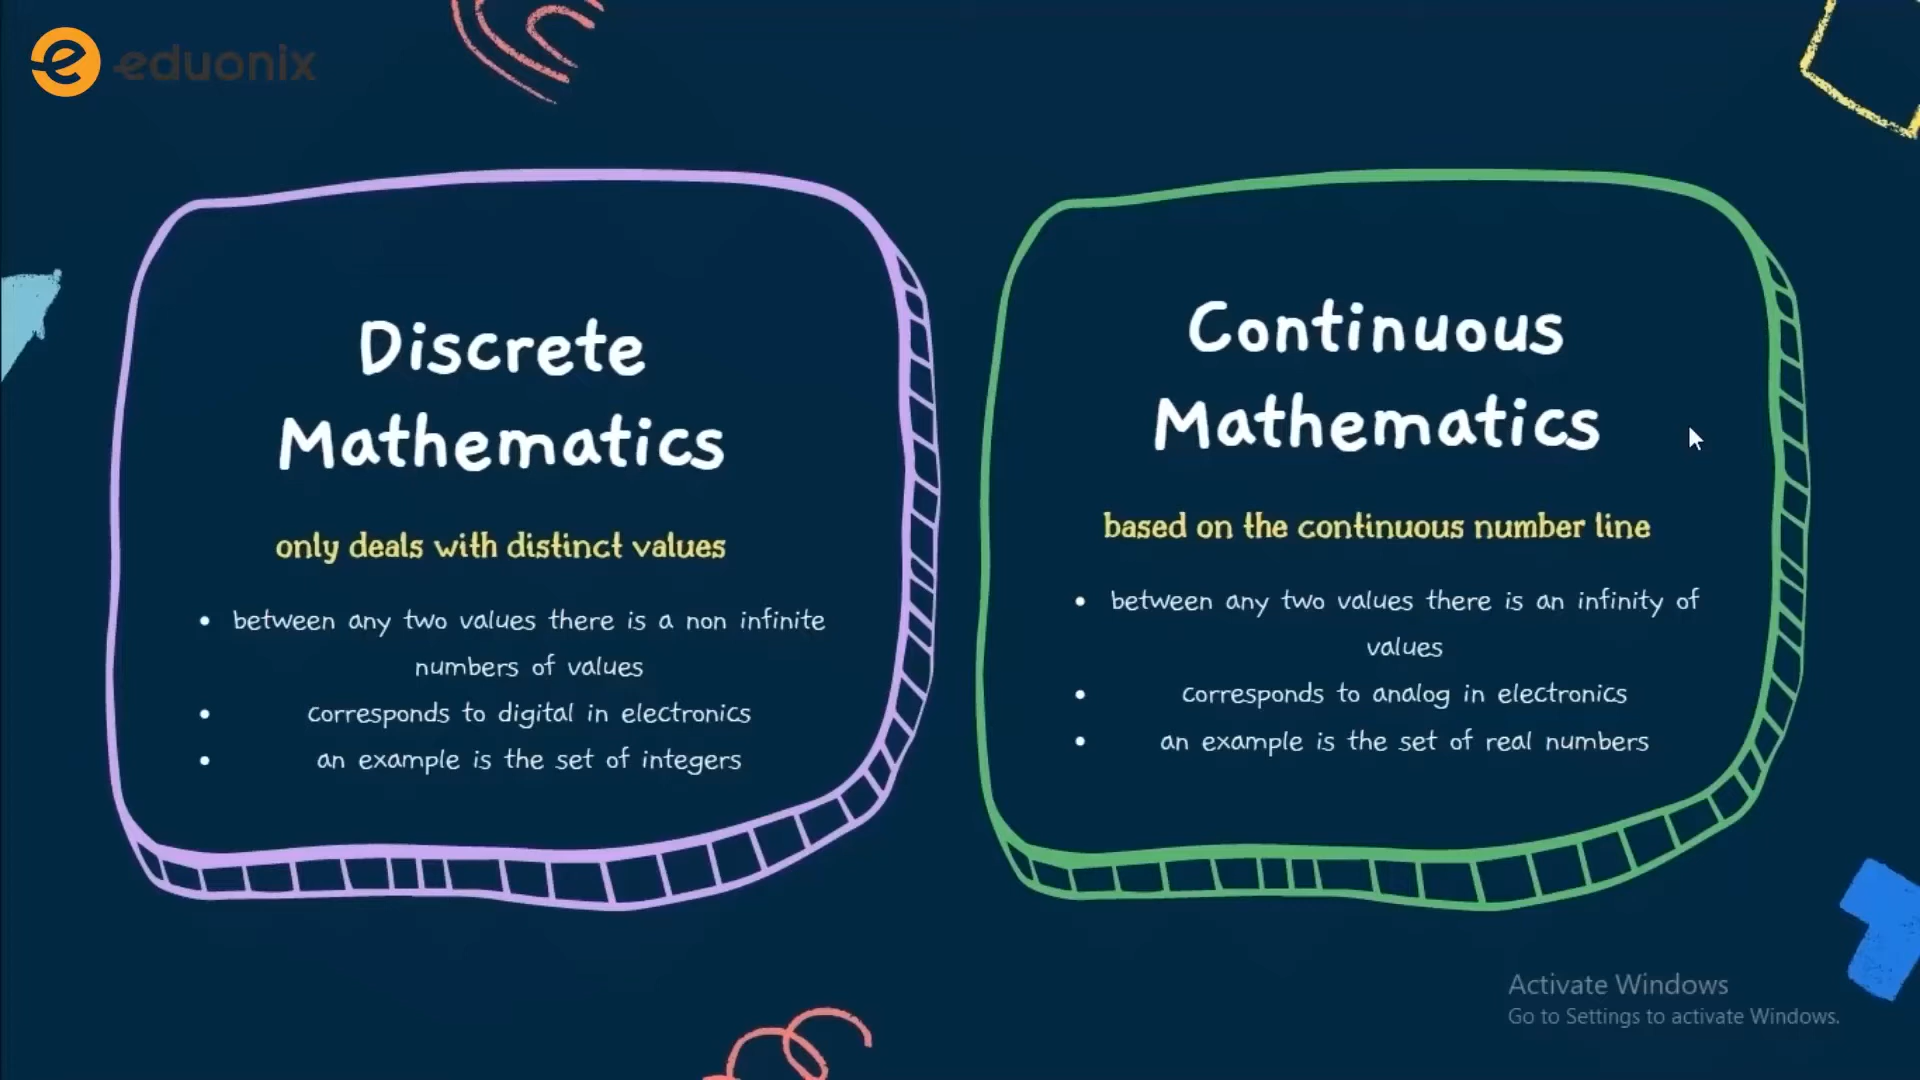 eduonix
Discrete
Mathematics
only deals with distinct values
• between any two values there is a non infinite
numbers of values
• corresponds to digital in electronics
• an example is the set of integers
Continuous
Mathematics
based on the continuous number line
• between any two values there is an infinity of
values
• corresponds to analog in electronics
• an example is the set of real numbers
Activate Windows
Go to Settings to activate Windows.